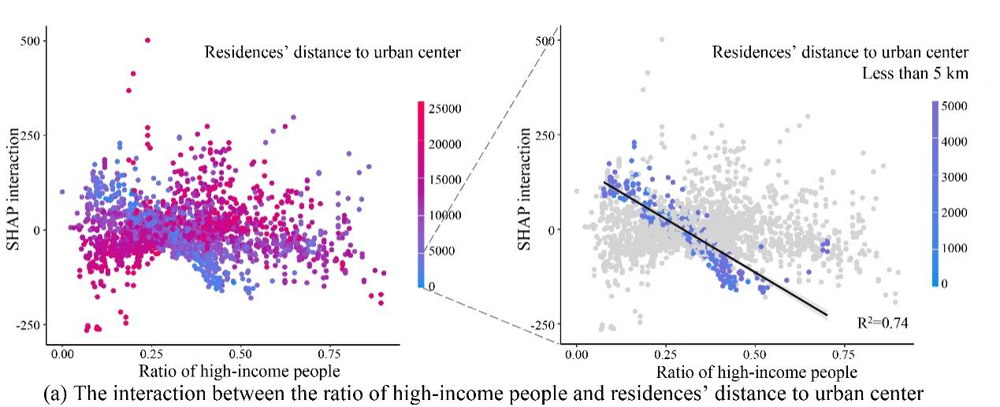 500
250
0
-250
SHAP interaction
Residences’ distance to urban center
25000
20000
15000
10000
5000
0
0.00 0.25 0.50 0.75
Ratio of high-income people
500
250
0
-250
SHAP interaction
Residences’ distance to urban center
Less than 5 km
5000
4000
3000
2000
1000
0
R²=0.74
0.00 0.25 0.50 0.75
Ratio of high-income people
(a) The interaction between the ratio of high-income people and residences’ distance to urban center